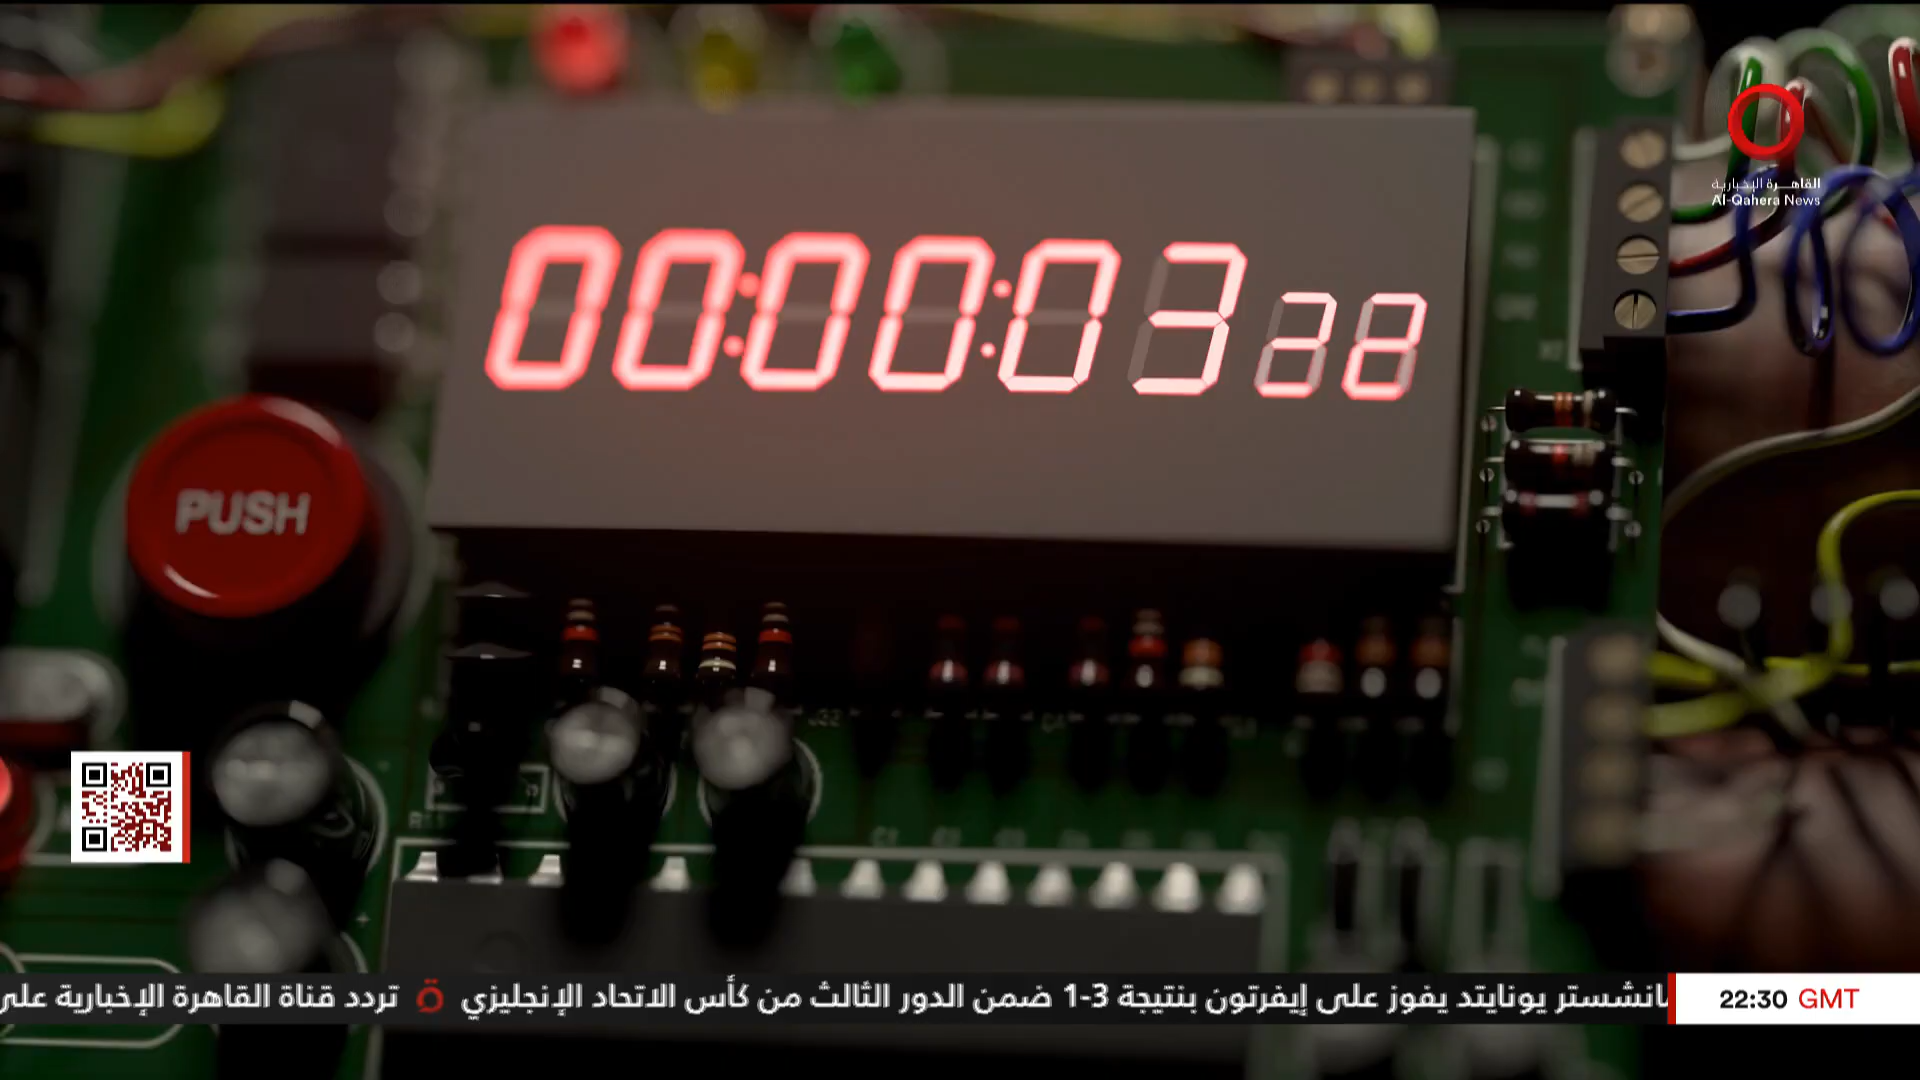 القاهرة الإخبارية
Al-Qahera News
00:00:03 22
PUSH
مانشستر يونايتد يفوز على إيفرتون بنتيجة 3-1 ضمن الدور الثالث من كأس الاتحاد الإنجليزي
تردد قناة القاهرة الإخبارية على
22:30 GMT